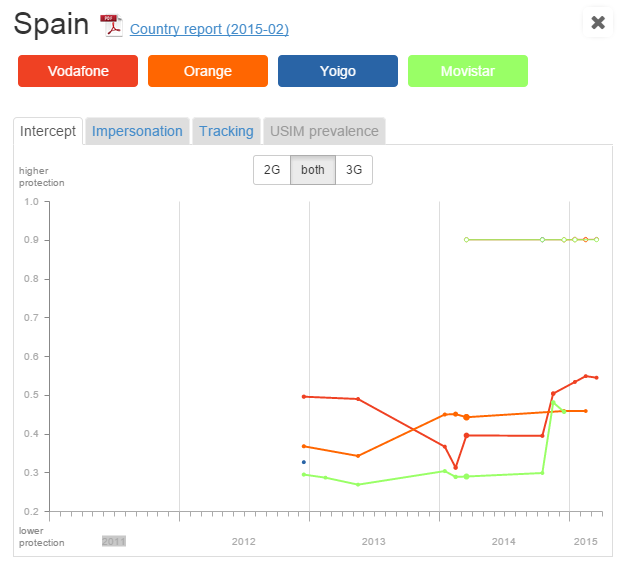 Spain PDF Country report (2015-02)
Vodafone Orange Yoigo Movistar
Intercept Impersonation Tracking USIM prevalence
higher
protection
2G both 3G
1.0
0.9
0.8
0.7
0.6
0.5
0.4
0.3
0.2
lower
protection
2011 2012 2013 2014 2015